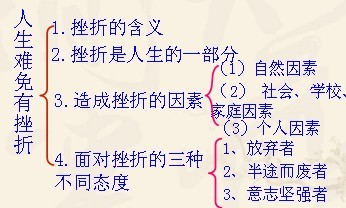 人生难免有挫折
1.挫折的含义
2.挫折是人生的一部分
3.造成挫折的因素
（1）自然因素
（2） 社会、学校、
家庭因素
（3）个人因素
4.面对挫折的三种
不同态度
1、放弃者
2、半途而废者
3、意志坚强者